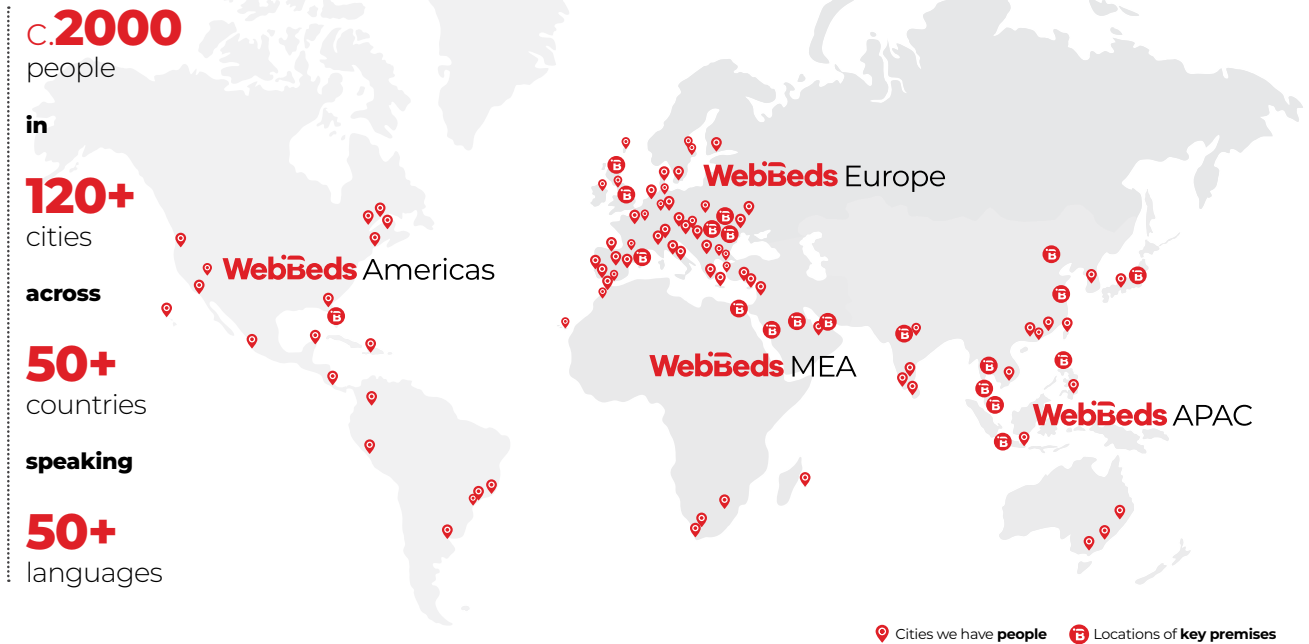 c.2000
people
in
120+
cities
across
50+
countries
speaking
50+
languages
WebBeds Europe
WebBeds Americas
WebBeds MEA
WebBeds APAC
Cities we have people
Locations of key premises